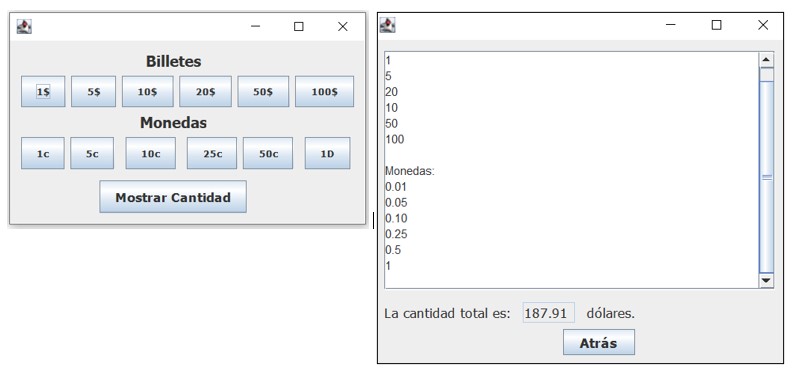 Billetes
1$ 5$ 10$ 20$ 50$ 100$
Monedas
1c 5c 10c 25c 50c 1D
Mostrar Cantidad
1
5
20
10
50
100
Monedas:
0.01
0.05
0.10
0.25
0.5
1
La cantidad total es: 187.91 dólares.
Atrás